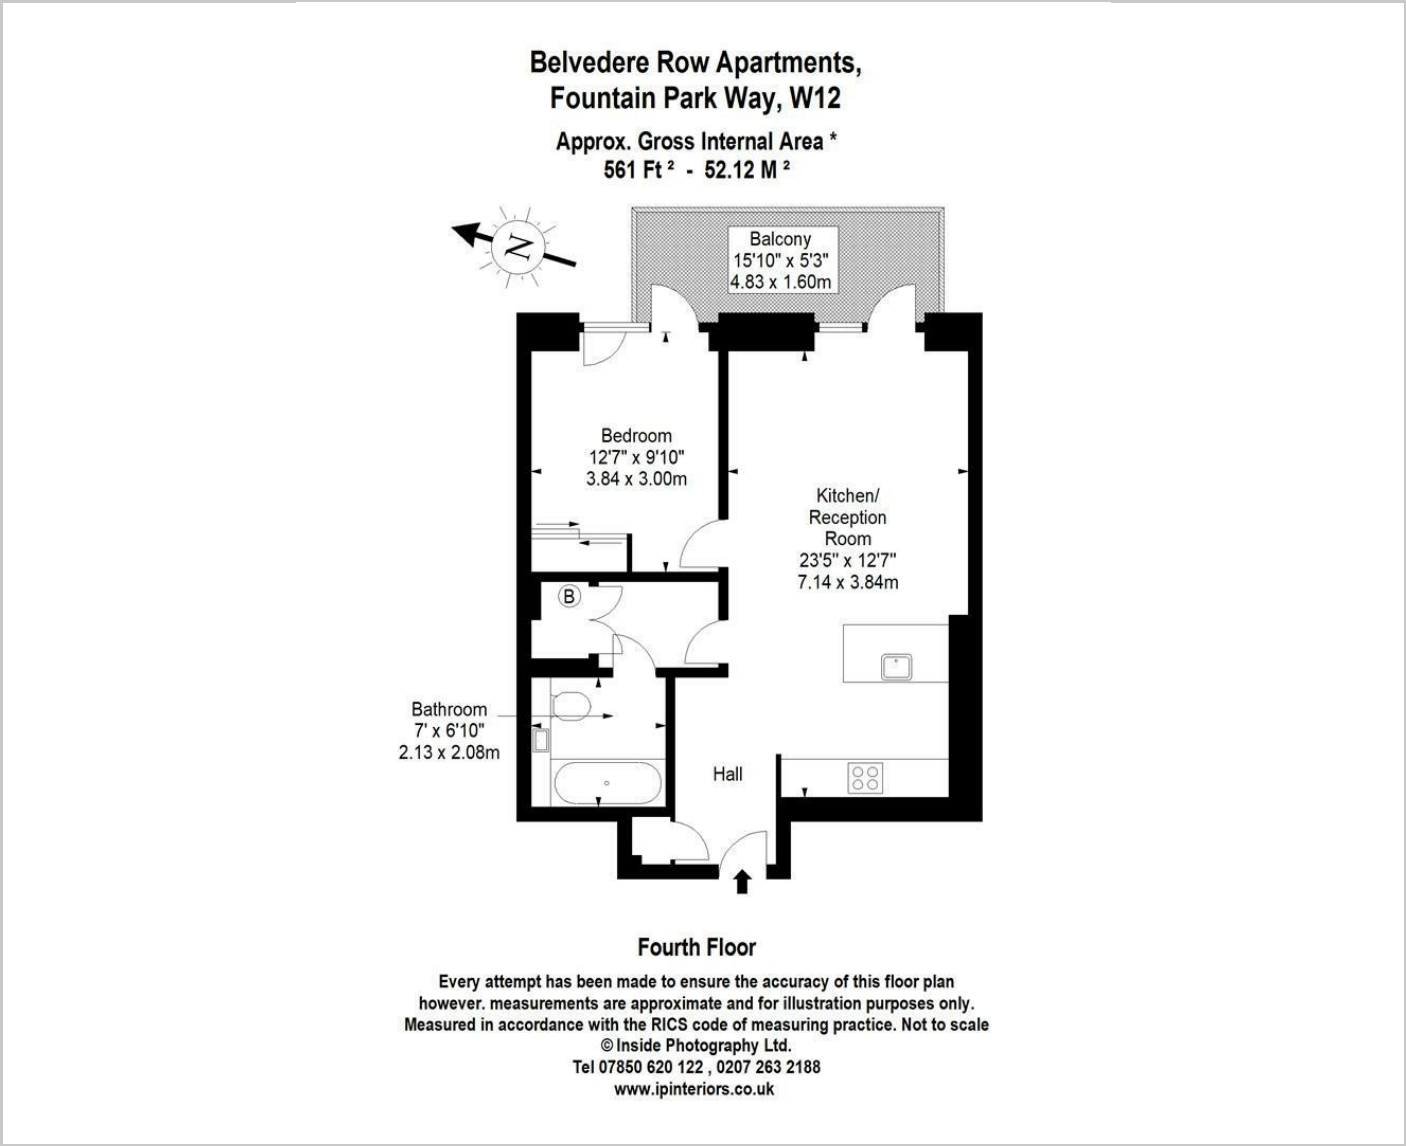 Belvedere Row Apartments,
Fountain Park Way, W12
Approx. Gross Internal Area *
561 Ft ² - 52.12 M ²
N
Balcony
15'10" x 5'3"
4.83 x 1.60m
Bedroom
12'7" x 9'10"
3.84 x 3.00m
Kitchen/
Reception
Room
23'5" x 12'7"
7.14 x 3.84m
B
Bathroom
7' x 6'10"
2.13 x 2.08m
Hall
Fourth Floor
Every attempt has been made to ensure the accuracy of this floor plan
however. measurements are approximate and for illustration purposes only.
Measured in accordance with the RICS code of measuring practice. Not to scale
© Inside Photography Ltd.
Tel 07850 620 122 , 0207 263 2188
www.ipinteriors.co.uk